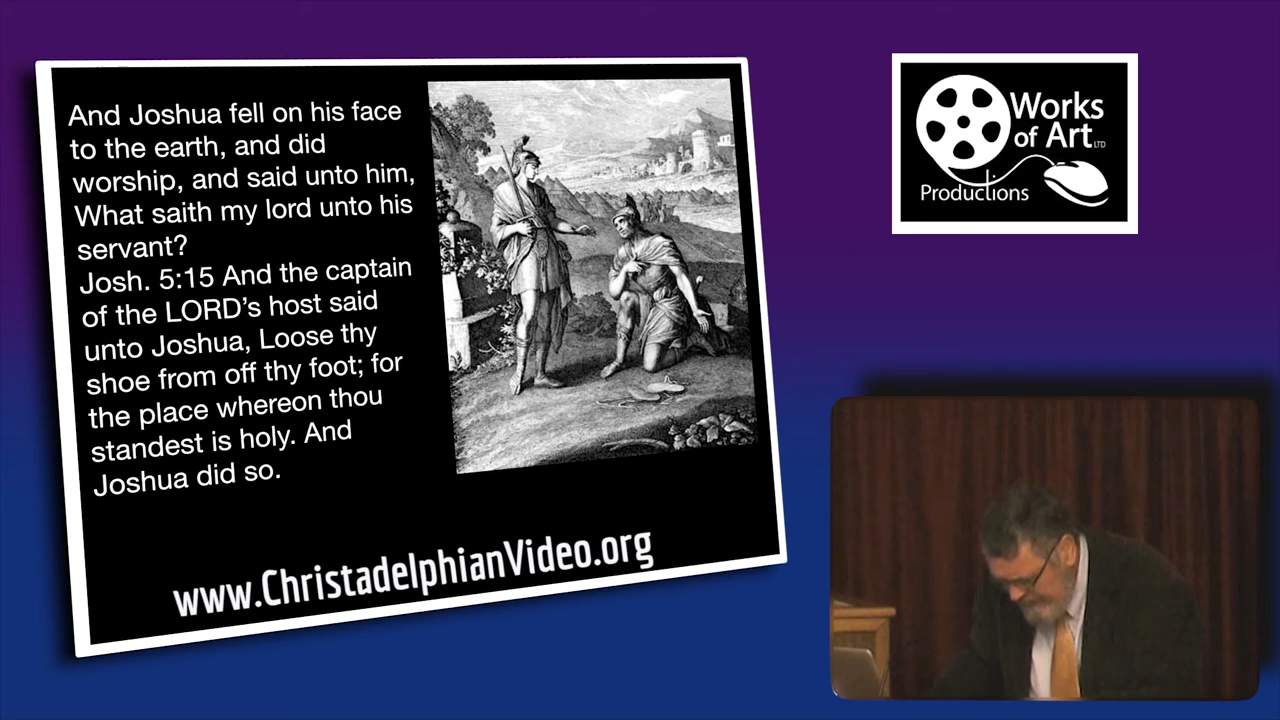 And Joshua fell on his face
to the earth, and did
worship, and said unto him,
What saith my lord unto his
servant?
Josh. 5:15 And the captain
of the LORD’s host said
unto Joshua, Loose thy
shoe from off thy foot; for
the place whereon thou
standest is holy. And
Joshua did so.
www.ChristadelphianVideo.org
Works
of Art LTD
Productions